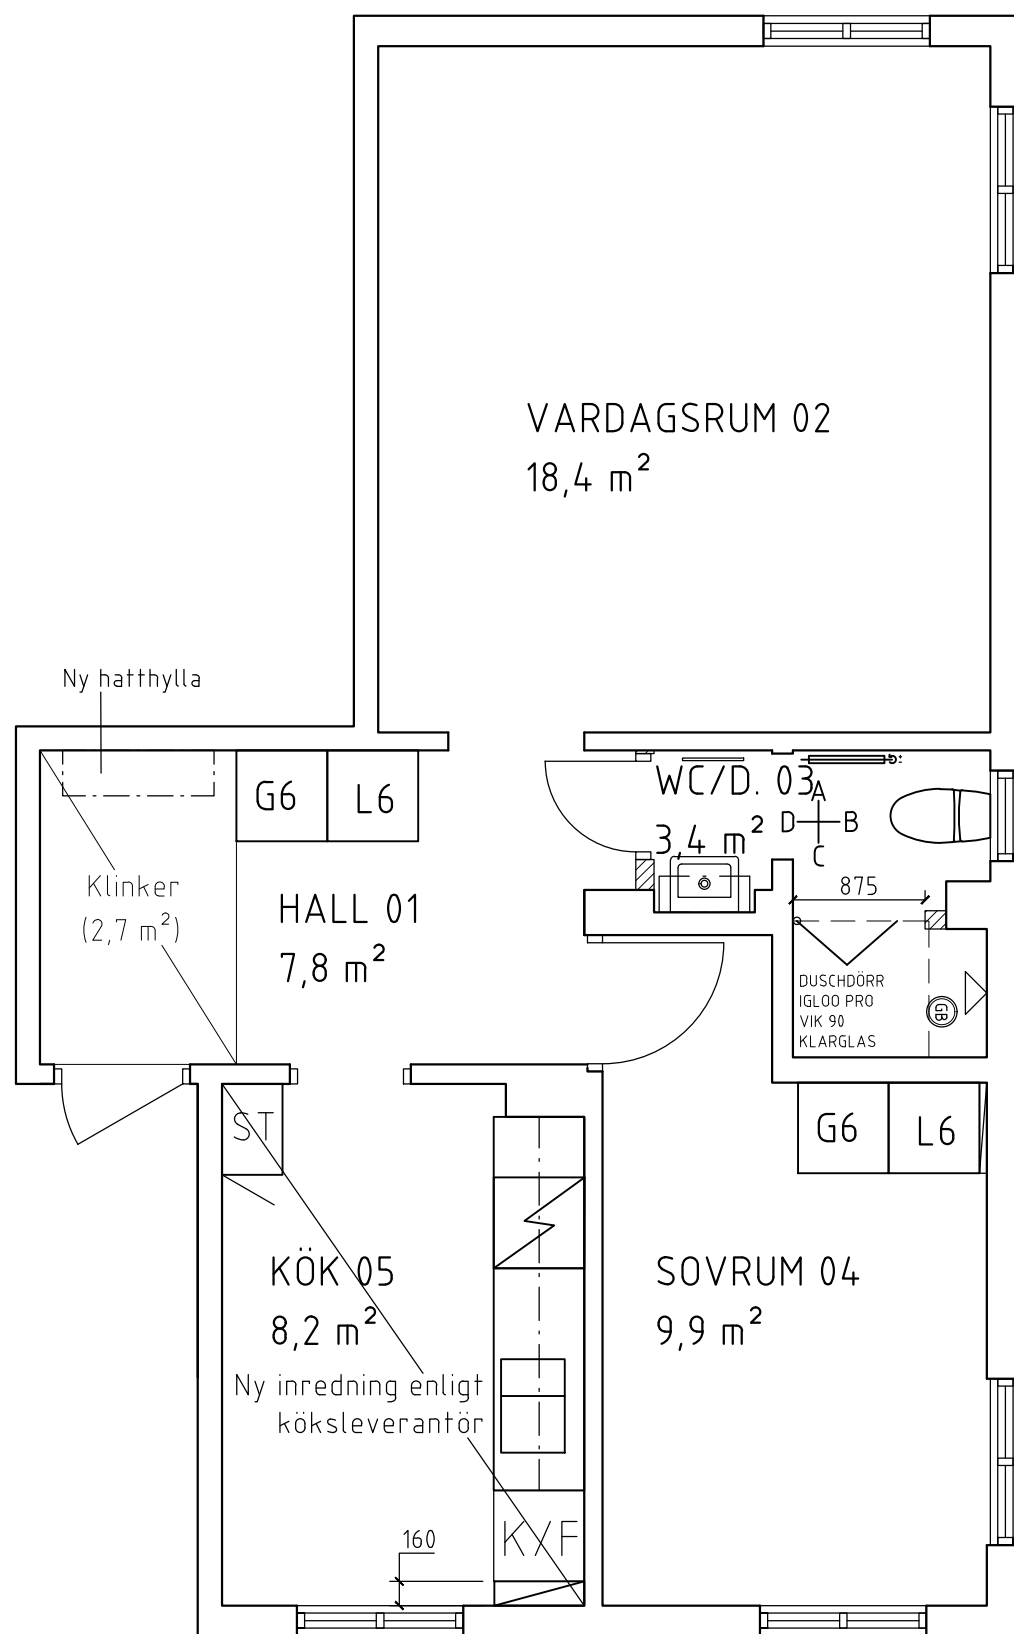 VARDAGSRUM 02
18,4 m²
Ny hatthylla
G6
L6
WC/D. 03
3,4 m²
A
D
B
C
Klinker
(2,7 m²)
HALL 01
7,8 m²
875
DUSCHDÖRR
IGLOO PRO
VIK 90
KLARGLAS
GB
ST
G6
L6
KÖK 05
8,2 m²
SOVRUM 04
9,9 m²
Ny inredning enligt
köksleverantör
160
K/F